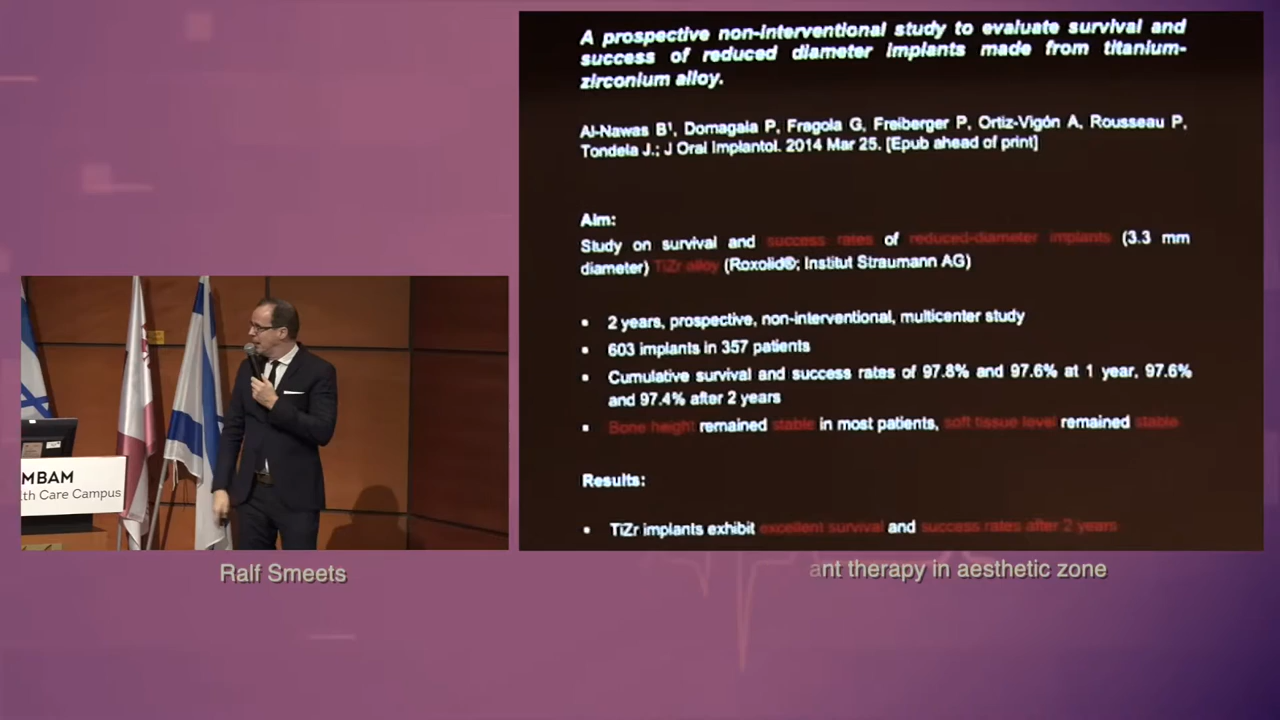 A prospective non-interventional study to evaluate survival and
success of reduced diameter implants made from titanium-
zirconium alloy.
Al-Nawas B¹, Domagala P, Fragola G, Freiberger P, Ortiz-Vigón A, Rousseau P,
Tondela J.; J Oral Implantol. 2014 Mar 25. [Epub ahead of print]
Aim:
Study on survival and success rates of reduced-diameter implants (3.3 mm
diameter) TiZr alloy (Roxolid®; Institut Straumann AG)
▪ 2 years, prospective, non-interventional, multicenter study
▪ 603 implants in 357 patients
▪ Cumulative survival and success rates of 97.8% and 97.6% at 1 year, 97.6%
and 97.4% after 2 years
▪ Bone height remained stable in most patients, soft tissue level remained stable
Results:
▪ TiZr implants exhibit excellent survival and success rates after 2 years
MBAM
lth Care Campus
Ralf Smeets
ant therapy in aesthetic zone